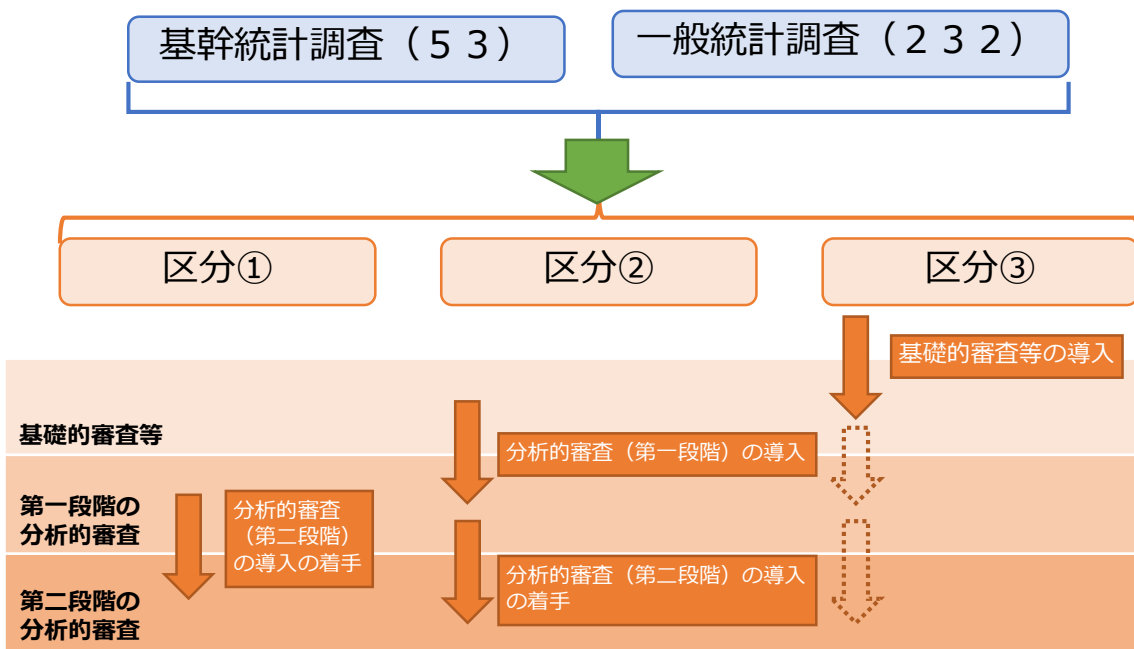 基幹統計調査（５３）
一般統計調査（２３２）
区分①
区分②
区分③
基礎的審査等の導入
基礎的審査等
分析的審査（第一段階）の導入
第一段階の
分析的審査
分析的審査
（第二段階）
の導入の着手
分析的審査（第二段階）の導入
の着手
第二段階の
分析的審査